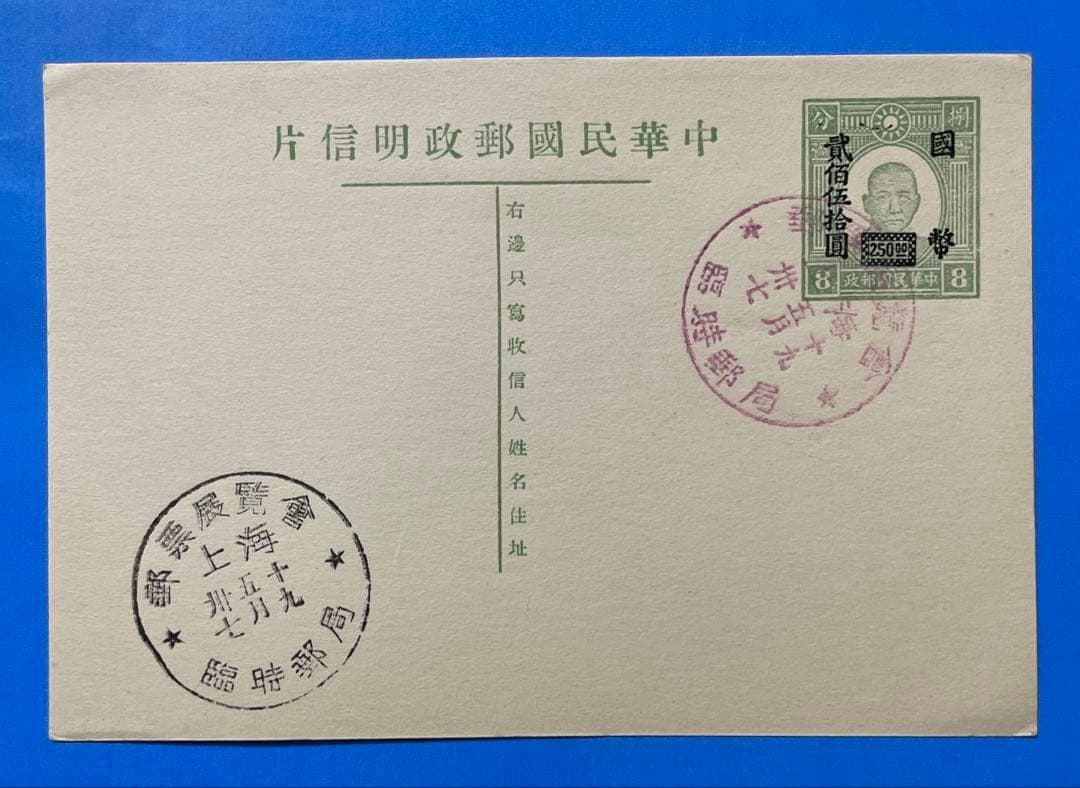 中華民國郵政明信片
右邊只寫收信人姓名住址
捌分
國幣
貳佰伍拾圓
250 00
8 中華民國郵政 8
會
海
卅七
五月
十九
臨時郵局
郵票展覽會
上海
卅七
五月
十九
臨時郵局